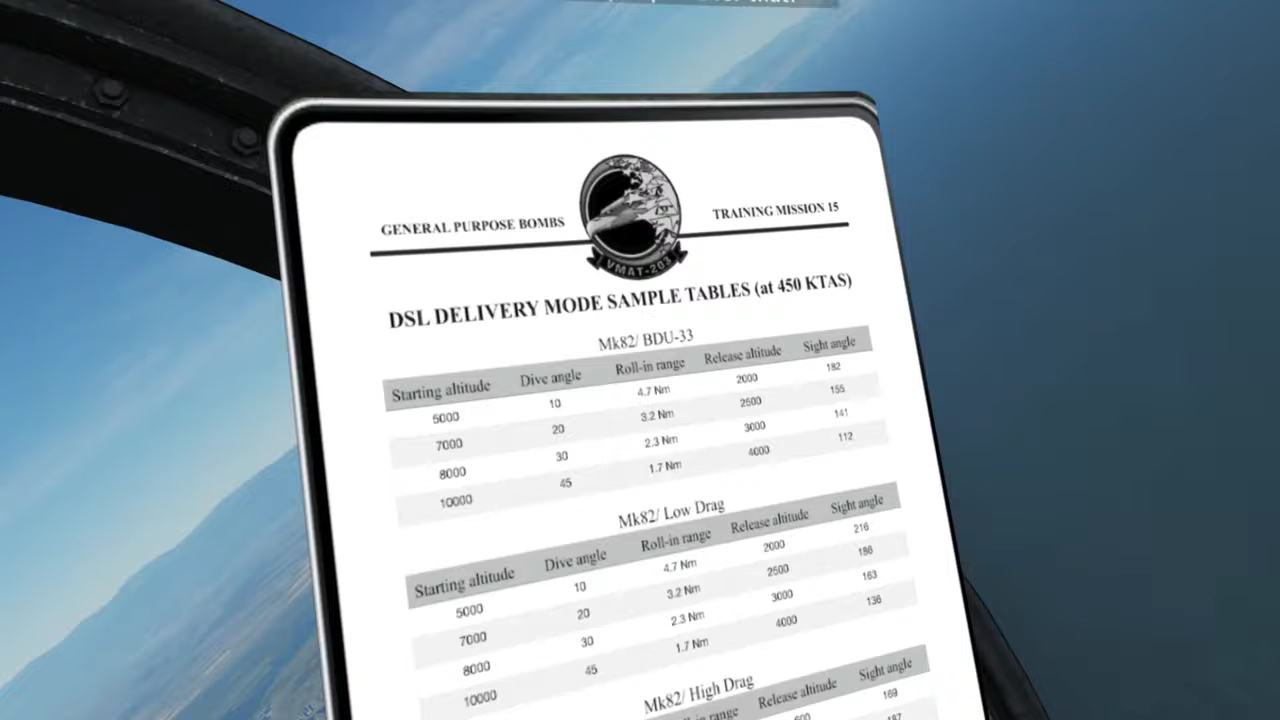 GENERAL PURPOSE BOMBS
TRAINING MISSION 15
VMAT-203
DSL DELIVERY MODE SAMPLE TABLES (at 450 KTAS)
Mk82/ BDU-33
Starting altitude Dive angle Roll-in range Release altitude Sight angle
5000 10 4.7 Nm 2000 182
7000 20 3.2 Nm 2500 155
8000 30 2.3 Nm 3000 141
10000 45 1.7 Nm 4000 112
Mk82/ Low Drag
Starting altitude Dive angle Roll-in range Release altitude Sight angle
5000 10 4.7 Nm 2000 216
7000 20 3.2 Nm 2500 186
8000 30 2.3 Nm 3000 163
10000 45 1.7 Nm 4000 136
Mk82/ High Drag
range Release altitude Sight angle
169